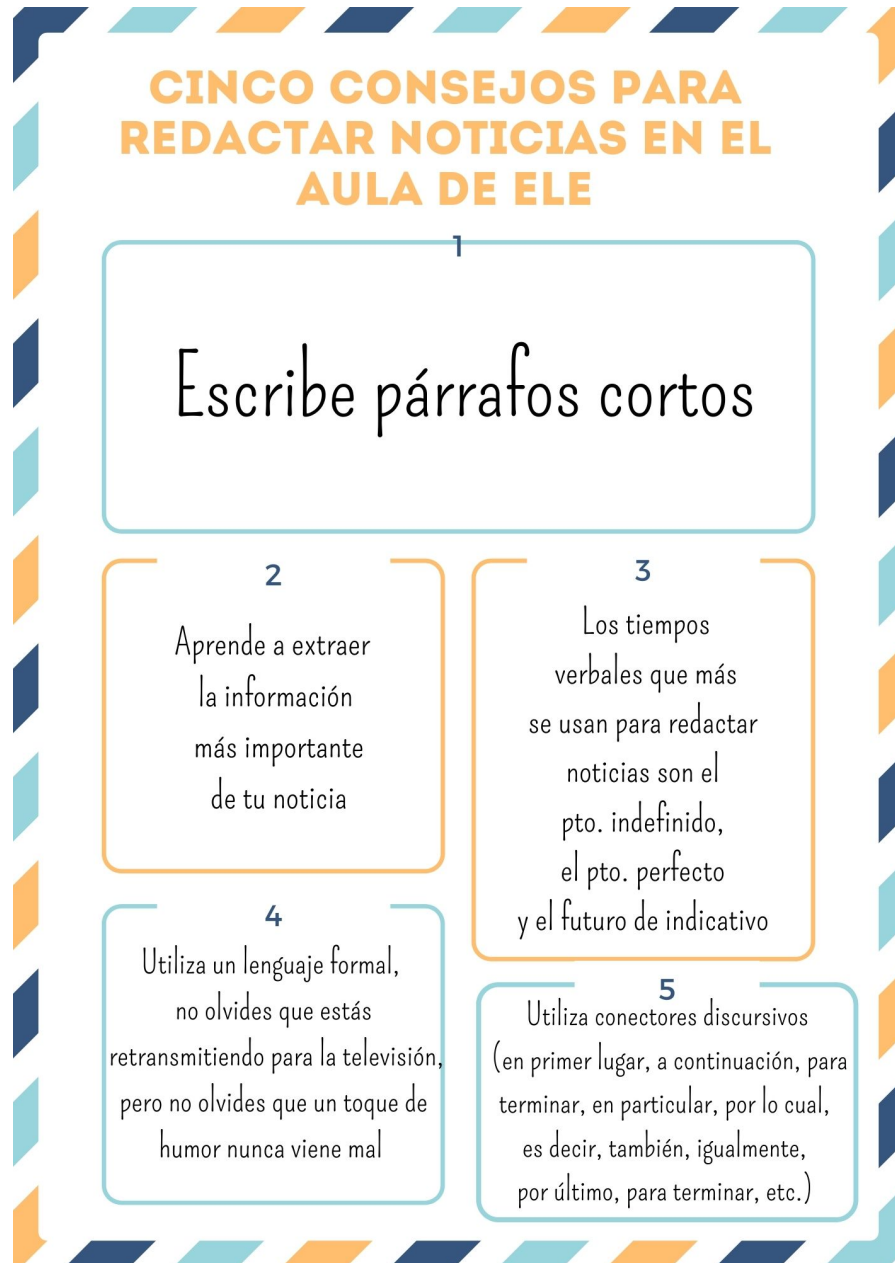 CINCO CONSEJOS PARA
REDACTAR NOTICIAS EN EL
AULA DE ELE
1
Escribe párrafos cortos
2
Aprende a extraer
la información
más importante
de tu noticia
3
Los tiempos
verbales que más
se usan para redactar
noticias son el
pto. indefinido,
el pto. perfecto
y el futuro de indicativo
4
Utiliza un lenguaje formal,
no olvides que estás
retransmitiendo para la televisión,
pero no olvides que un toque de
humor nunca viene mal
5
Utiliza conectores discursivos
(en primer lugar, a continuación, para
terminar, en particular, por lo cual,
es decir, también, igualmente,
por último, para terminar, etc.)